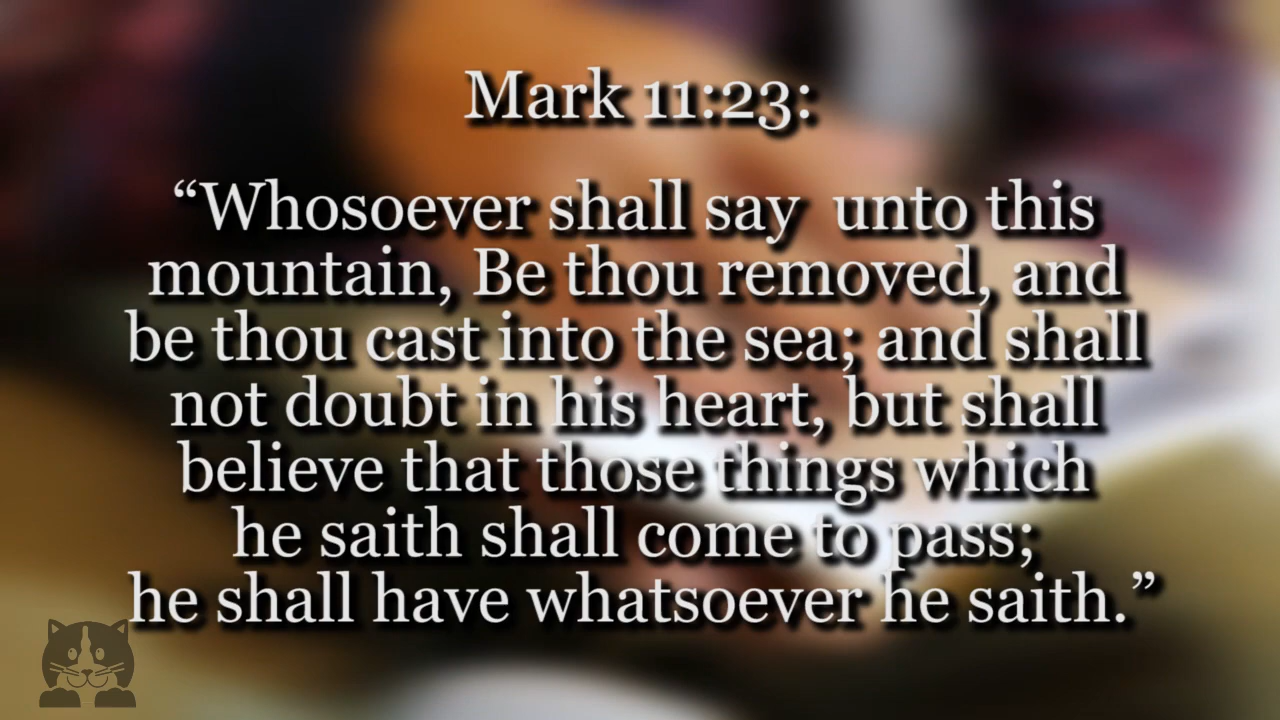 Mark 11:23:
“Whosoever shall say  unto this
mountain, Be thou removed, and
be thou cast into the sea; and shall
not doubt in his heart, but shall
believe that those things which
he saith shall come to pass;
he shall have whatsoever he saith.”